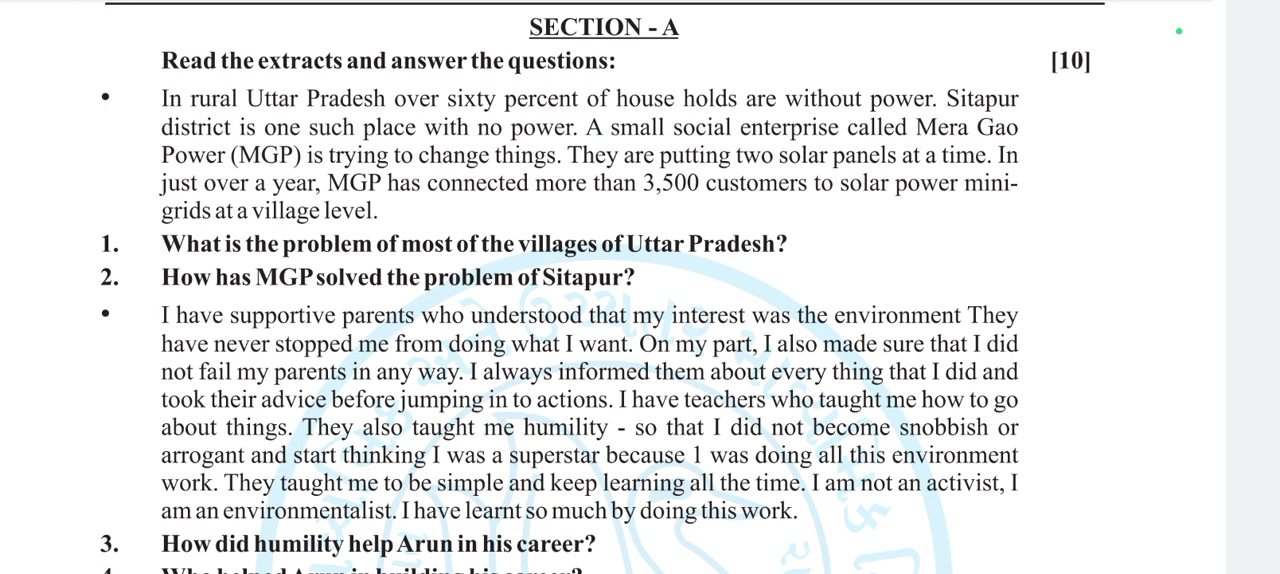 SECTION - A
Read the extracts and answer the questions: [10]
• In rural Uttar Pradesh over sixty percent of house holds are without power. Sitapur
district is one such place with no power. A small social enterprise called Mera Gao
Power (MGP) is trying to change things. They are putting two solar panels at a time. In
just over a year, MGP has connected more than 3,500 customers to solar power mini-
grids at a village level.
1. What is the problem of most of the villages of Uttar Pradesh?
2. How has MGP solved the problem of Sitapur?
• I have supportive parents who understood that my interest was the environment They
have never stopped me from doing what I want. On my part, I also made sure that I did
not fail my parents in any way. I always informed them about every thing that I did and
took their advice before jumping in to actions. I have teachers who taught me how to go
about things. They also taught me humility - so that I did not become snobbish or
arrogant and start thinking I was a superstar because 1 was doing all this environment
work. They taught me to be simple and keep learning all the time. I am not an activist, I
am an environmentalist. I have learnt so much by doing this work.
3. How did humility help Arun in his career?
4. Who helped Arun in building his career?